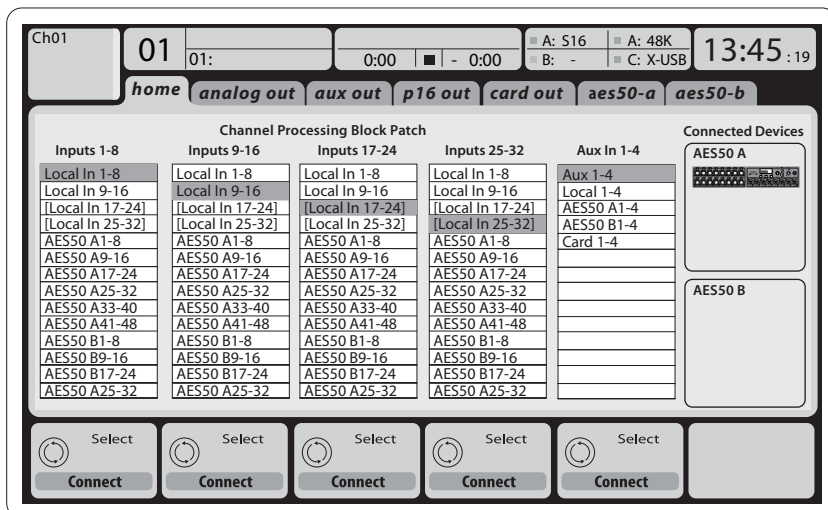 Ch01
01
01:
0:00
- 0:00
A: S16
B: -
A: 48K
C: X-USB
13:45 :19
home
analog out
aux out
p16 out
card out
aes50-a
aes50-b
Channel Processing Block Patch
Connected Devices
Inputs 1-8
Inputs 9-16
Inputs 17-24
Inputs 25-32
Aux In 1-4
AES50 A
Local In 1-8 Local In 1-8 Local In 1-8 Local In 1-8 Aux 1-4
Local In 9-16 Local In 9-16 Local In 9-16 Local In 9-16 Local 1-4
[Local In 17-24] [Local In 17-24] [Local In 17-24] [Local In 17-24] AES50 A1-4
[Local In 25-32] [Local In 25-32] [Local In 25-32] [Local In 25-32] AES50 B1-4
AES50 A1-8 AES50 A1-8 AES50 A1-8 AES50 A1-8 Card 1-4
AES50 A9-16 AES50 A9-16 AES50 A9-16 AES50 A9-16
AES50 A17-24 AES50 A17-24 AES50 A17-24 AES50 A17-24
AES50 A25-32 AES50 A25-32 AES50 A25-32 AES50 A25-32
AES50 B
AES50 A33-40 AES50 A33-40 AES50 A33-40 AES50 A33-40
AES50 A41-48 AES50 A41-48 AES50 A41-48 AES50 A41-48
AES50 B1-8 AES50 B1-8 AES50 B1-8 AES50 B1-8
AES50 B9-16 AES50 B9-16 AES50 B9-16 AES50 B9-16
AES50 B17-24 AES50 B17-24 AES50 B17-24 AES50 B17-24
AES50 A25-32 AES50 A25-32 AES50 A25-32 AES50 A25-32
Select Select Select Select Select
Connect Connect Connect Connect Connect